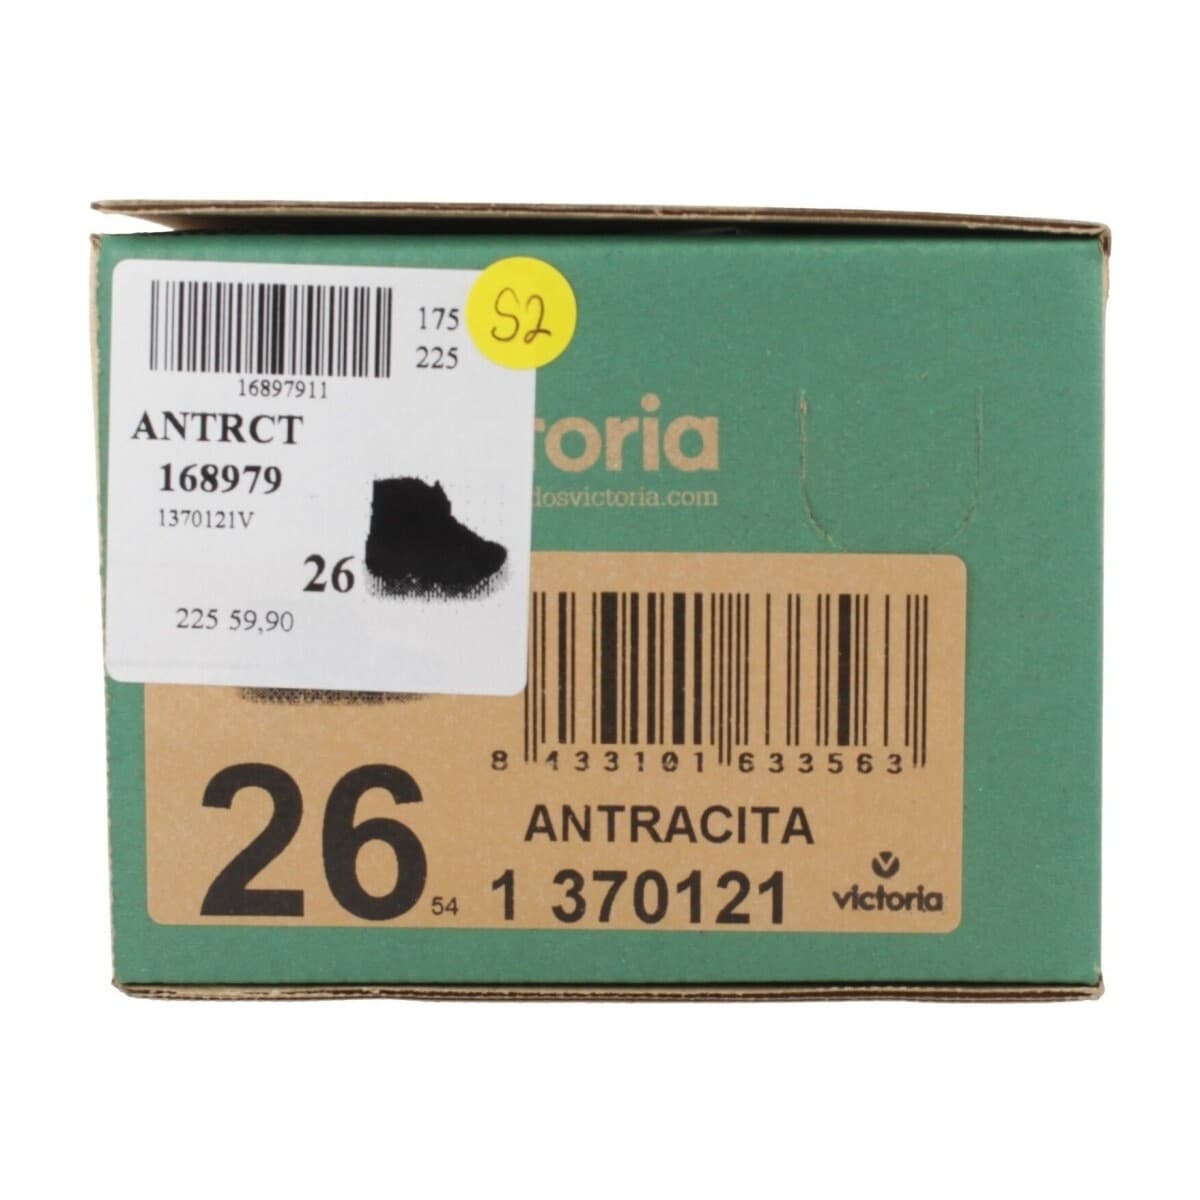 175
225
S2
16897911
ANTRCT
168979
1370121V
26
225 59,90
toria
dosvictoria.com
8 433101 633563
26
54
ANTRACITA
1 370121
victoria